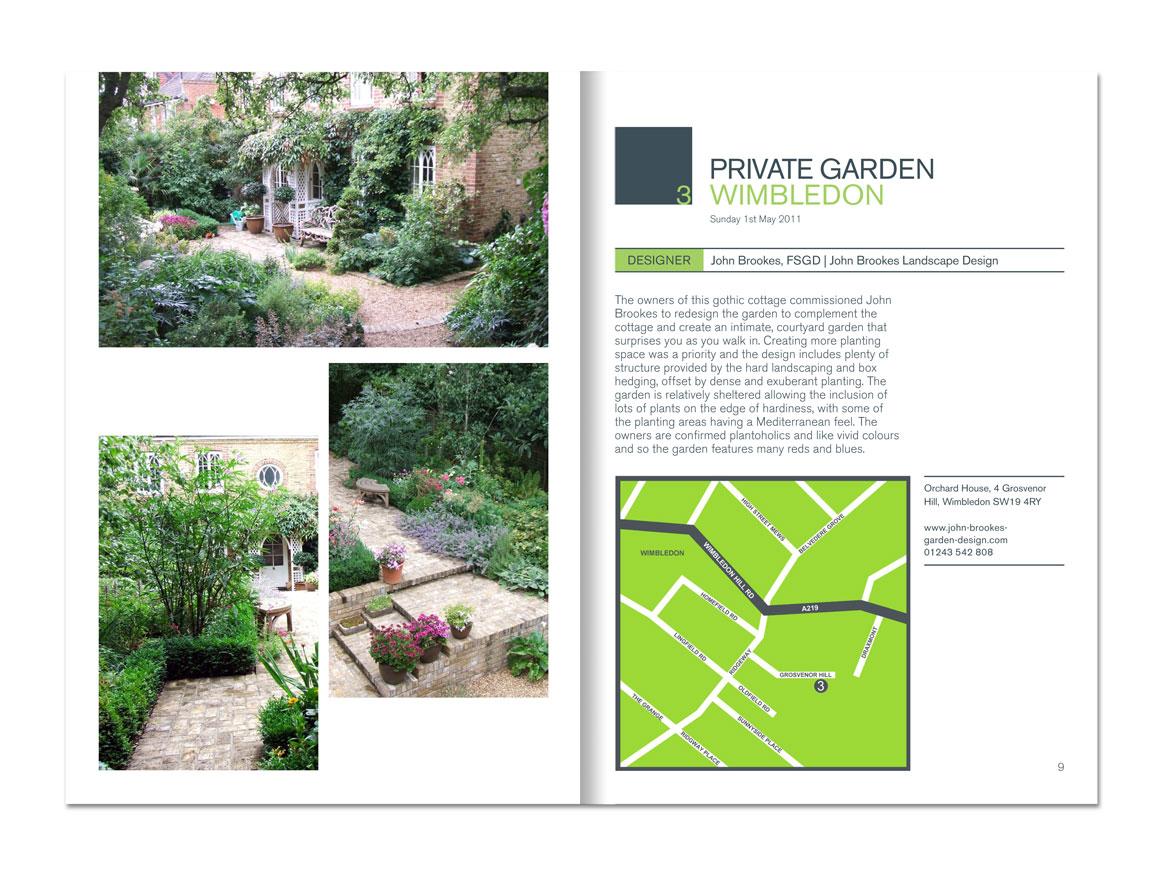 3
PRIVATE GARDEN
WIMBLEDON
Sunday 1st May 2011
DESIGNER
John Brookes, FSGD | John Brookes Landscape Design
The owners of this gothic cottage commissioned John
Brookes to redesign the garden to complement the
cottage and create an intimate, courtyard garden that
surprises you as you walk in. Creating more planting
space was a priority and the design includes plenty of
structure provided by the hard landscaping and box
hedging, offset by dense and exuberant planting. The
garden is relatively sheltered allowing the inclusion of
lots of plants on the edge of hardiness, with some of
the planting areas having a Mediterranean feel. The
owners are confirmed plantoholics and like vivid colours
and so the garden features many reds and blues.
HIGH STREET MEWS
BELVEDERE GROVE
WIMBLEDON
WIMBLEDON HILL RD
HOMEFIELD RD
A219
LINGFIELD RD
RIDGEWAY
DRAXMONT
GROSVENOR HILL
3
OLDFIELD RD
THE GRANGE
SUNNYSIDE PLACE
RIDGWAY PLACE
Orchard House, 4 Grosvenor
Hill, Wimbledon SW19 4RY
www.john-brookes-
garden-design.com
01243 542 808
9